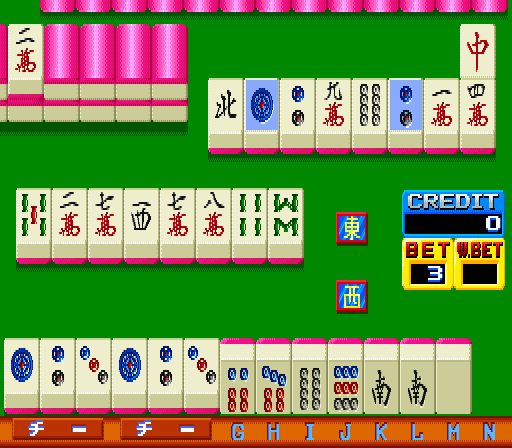 二萬
中
北 九萬 一萬 四萬
二萬 七萬 西 七萬 八萬
東
西
CREDIT
0
BET W.BET
3
南 南
チー チー G H I J K L M N